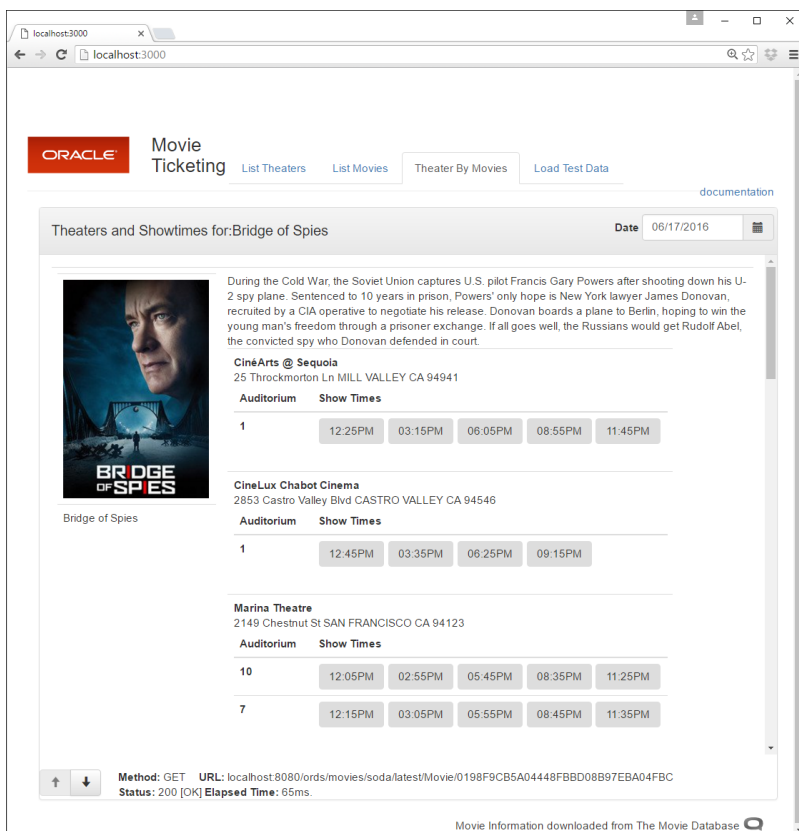 localhost:3000
localhost:3000
ORACLE
Movie
Ticketing
List Theaters
List Movies
Theater By Movies
Load Test Data
documentation
Theaters and Showtimes for:Bridge of Spies
Date 06/17/2016
During the Cold War, the Soviet Union captures U.S. pilot Francis Gary Powers after shooting down his U-
2 spy plane. Sentenced to 10 years in prison, Powers' only hope is New York lawyer James Donovan,
recruited by a CIA operative to negotiate his release. Donovan boards a plane to Berlin, hoping to win the
young man's freedom through a prisoner exchange. If all goes well, the Russians would get Rudolf Abel,
the convicted spy who Donovan defended in court.
BRIDGE
OF SPIES
Bridge of Spies
CinéArts @ Sequoia
25 Throckmorton Ln MILL VALLEY CA 94941
Auditorium Show Times
1 12:25PM 03:15PM 06:05PM 08:55PM 11:45PM
CineLux Chabot Cinema
2853 Castro Valley Blvd CASTRO VALLEY CA 94546
Auditorium Show Times
1 12:45PM 03:35PM 06:25PM 09:15PM
Marina Theatre
2149 Chestnut St SAN FRANCISCO CA 94123
Auditorium Show Times
10 12:05PM 02:55PM 05:45PM 08:35PM 11:25PM
7 12:15PM 03:05PM 05:55PM 08:45PM 11:35PM
Method: GET URL: localhost:8080/ords/movies/soda/latest/Movie/0198F9CB5A04448FBBD08B97EBA04FBC
Status: 200 [OK] Elapsed Time: 65ms.
Movie Information downloaded from The Movie Database